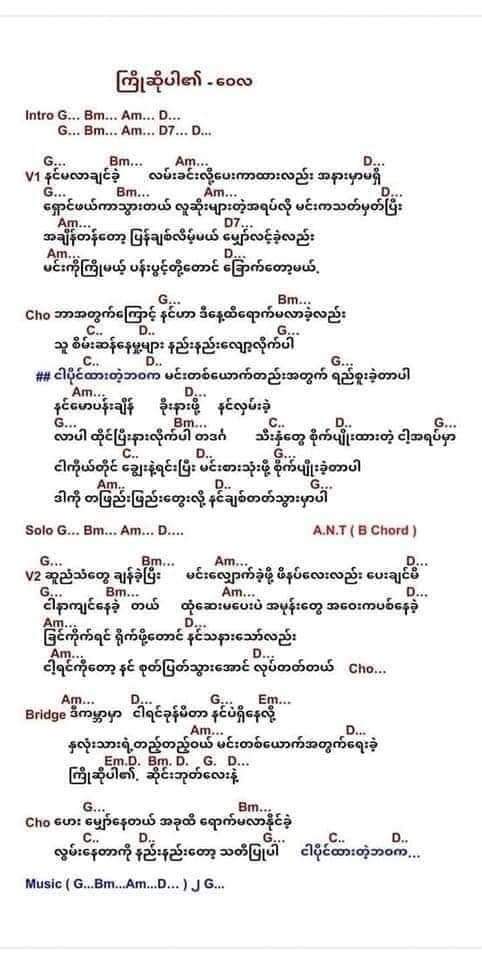 ကြိုဆိုပါ၏ - ဝေလ
Intro G... Bm... Am... D...
G... Bm... Am... D7... D...
G... Bm... Am... D...
V1 နင်မလာချင်ခဲ့ လမ်းခင်းလို့ပေးကာထားလည်း အနားမှာမရှိ
G... Bm... Am... D...
ရှောင်ဖယ်ကာသွားတယ် လူဆိုးများတဲ့အရပ်လို မင်းကသတ်မှတ်ပြီး
Am... D7...
အချိန်တန်တော့ ပြန်ချစ်လိမ့်မယ် မျှော်လင့်ခဲ့လည်း
Am... D...
မင်းကိုကြိုမယ့် ပန်းပွင့်တို့တောင် ခြောက်တော့မယ်.
G... Bm...
Cho ဘာအတွက်ကြောင့် နင်ဟာ ဒီနေ့ထိရောက်မလာခဲ့လည်း
C.. D.. G...
သူ စိမ်းဆန်နေမှု့များ နည်းနည်းလျော့လိုက်ပါ
C.. D.. G...
## ငါပိုင်ထားတဲ့ဘဝက မင်းတစ်ယောက်တည်းအတွက် ရည်စူးခဲ့တာပါ
Am... D...
နင်မောပန်းချိန် ခိုးနားဖို့ နင်လှမ်းခဲ့
G... Bm... C.. D.. G...
လာပါ ထိုင်ပြီးနားလိုက်ပါ တဒင်္ဂ သီးနှံတွေ စိုက်ပျိုးထားတဲ့ ငါ့အရပ်မှာ
C.. D.. G...
ငါကိုယ်တိုင် ချွေးနဲ့ရင်းပြီး မင်းစားသုံးဖို့ စိုက်ပျိုးခဲ့တာပါ
Am.. D.. G...
ဒါကို တဖြည်းဖြည်းတွေးလို့ နင်ချစ်တတ်သွားမှာပါ
Solo G... Bm... Am... D.... A.N.T ( B Chord )
G... Bm... Am... D...
V2 ဆူညံသံတွေ ချန်ခဲ့ပြီး မင်းလျှောက်ခဲ့ဖို့ ဖိနပ်လေးလည်း ပေးချင်မိ
G... Bm... Am... D...
ငါနာကျင်နေခဲ့ တယ် ထုံဆေးမပေးပဲ အမုန်းတွေ အဝေးကပစ်နေခဲ့
Am... D...
ခြင်ကိုက်ရင် ရိုက်ဖို့တောင် နင်သနားသော်လည်း
Am... D...
ငါ့ရင်ကိုတော့ နင် စုတ်ပြတ်သွားအောင် လုပ်တတ်တယ် Cho...
Am... D... G... Em...
Bridge ဒီကမ္ဘာမှာ ငါရင်ခုန်မိတာ နင်ပဲရှိနေလို့
Am... D...
နှလုံးသားရဲ့တည့်တည့်ဝယ် မင်းတစ်ယောက်အတွက်ရေးခဲ့
Em.D. Bm. D. G. D...
ကြိုဆိုပါ၏. ဆိုင်းဘုတ်လေးနဲ့
G... Bm...
Cho ဟေး မျှော်နေတယ် အခုထိ ရောက်မလာနိုင်ခဲ့
C.. D.. G... C.. D..
လွမ်းနေတာကို နည်းနည်းတော့ သတိပြုပါ ငါပိုင်ထားတဲ့ဘဝက...
Music ( G...Bm...Am...D... ) ၂ G...